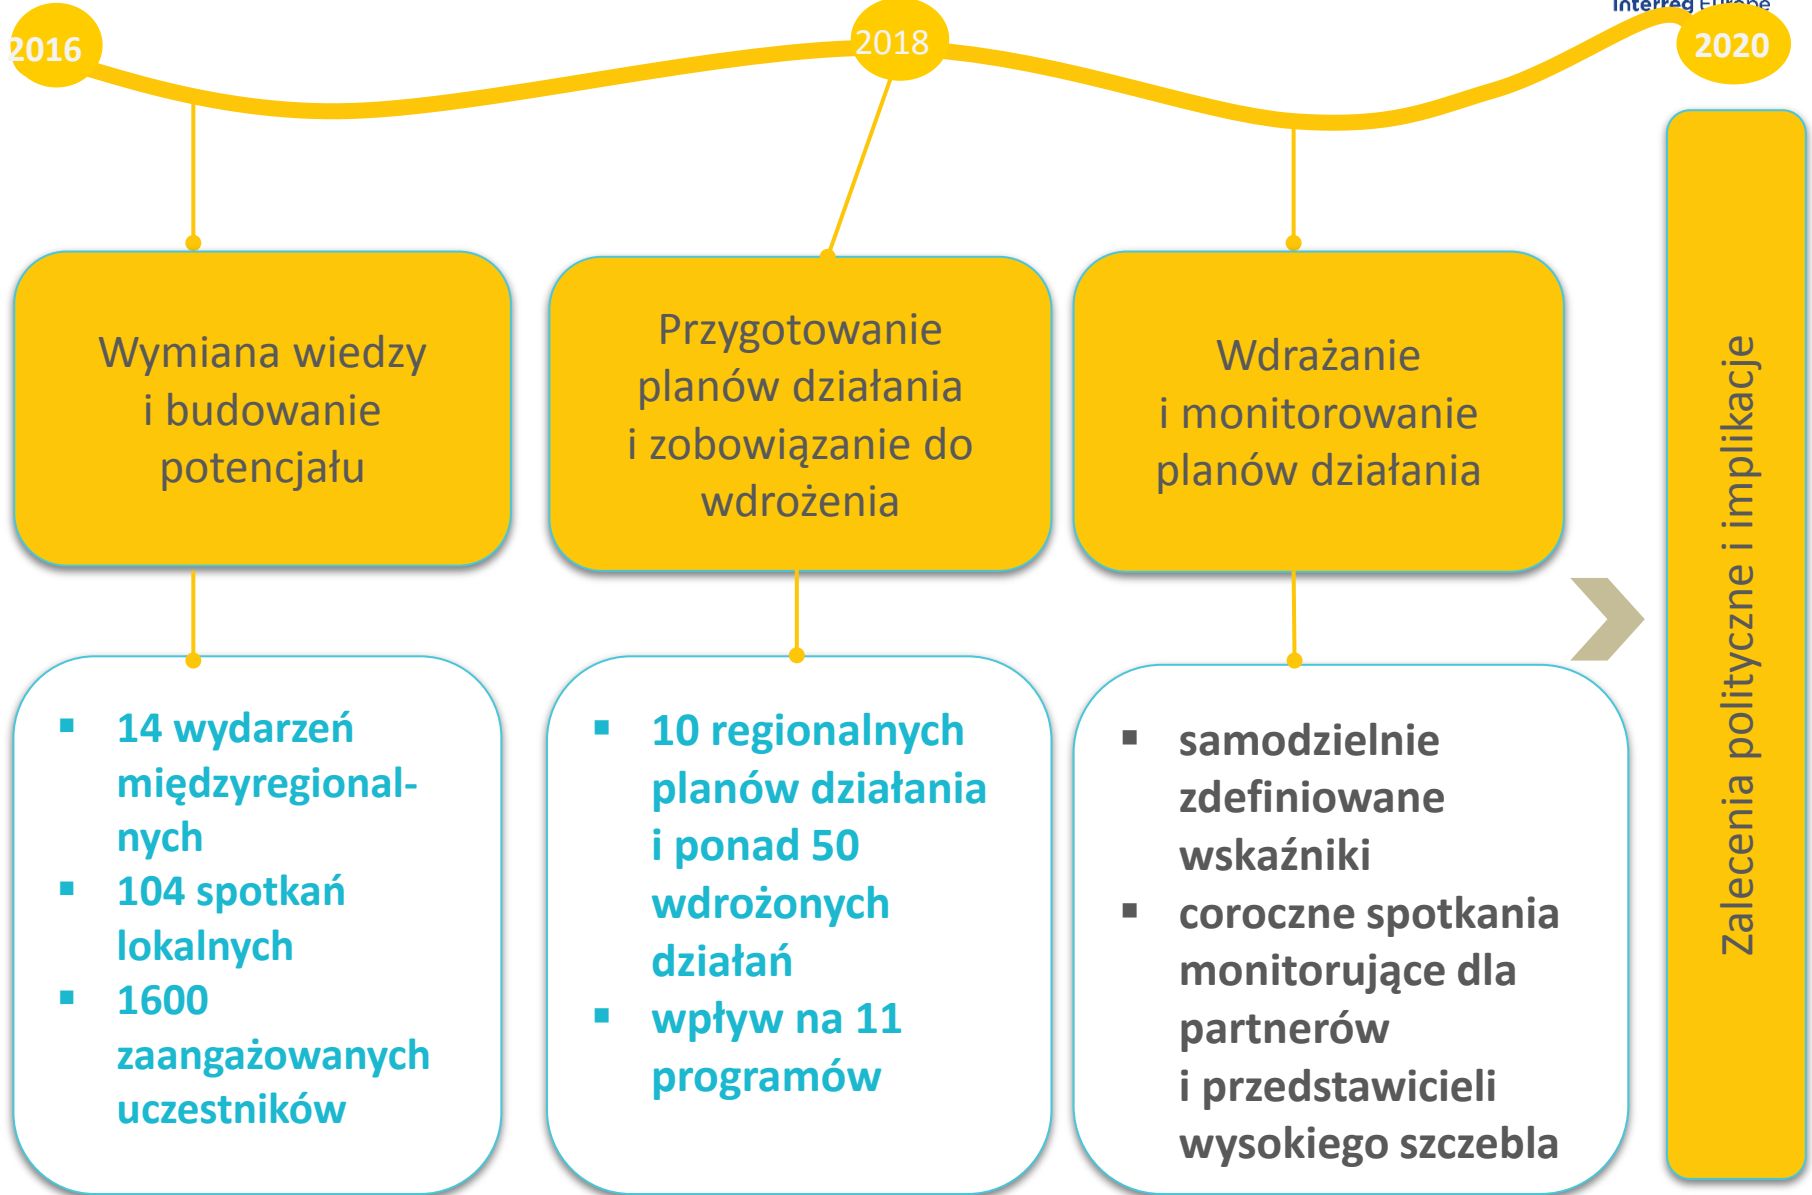 Interreg Europe
2016
2018
2020
Wymiana wiedzy
i budowanie
potencjału
Przygotowanie
planów działania
i zobowiązanie do
wdrożenia
Wdrażanie
i monitorowanie
planów działania
Zalecenia polityczne i implikacje
▪ 14 wydarzeń
międzyregional-
nych
▪ 104 spotkań
lokalnych
▪ 1600
zaangażowanych
uczestników
▪ 10 regionalnych
planów działania
i ponad 50
wdrożonych
działań
▪ wpływ na 11
programów
▪ samodzielnie
zdefiniowane
wskaźniki
▪ coroczne spotkania
monitorujące dla
partnerów
i przedstawicieli
wysokiego szczebla